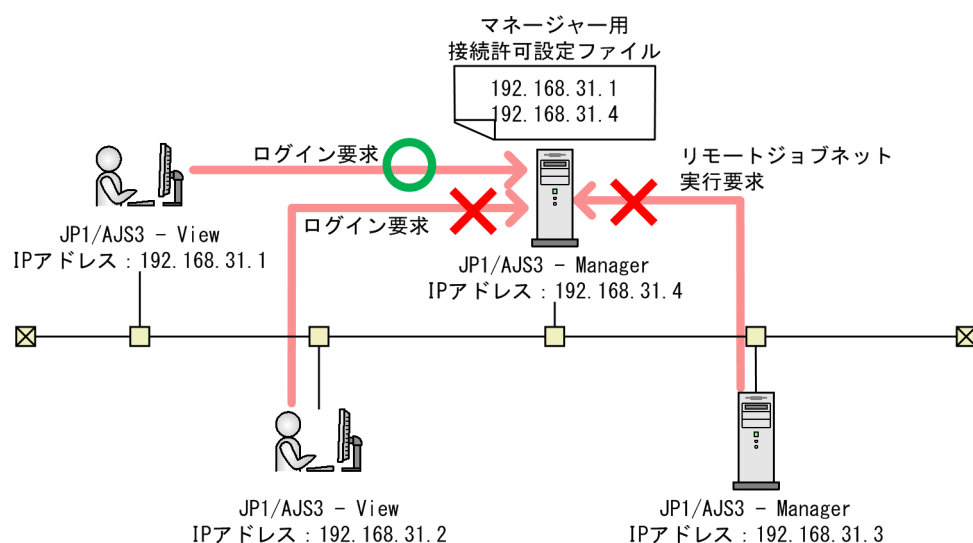 マネージャー用
接続許可設定ファイル
192.168.31.1
192.168.31.4
ログイン要求
リモートジョブネット
実行要求
ログイン要求
JP1/AJS3 - View
IPアドレス：192.168.31.1
JP1/AJS3 - Manager
IPアドレス：192.168.31.4
JP1/AJS3 - View
IPアドレス：192.168.31.2
JP1/AJS3 - Manager
IPアドレス：192.168.31.3